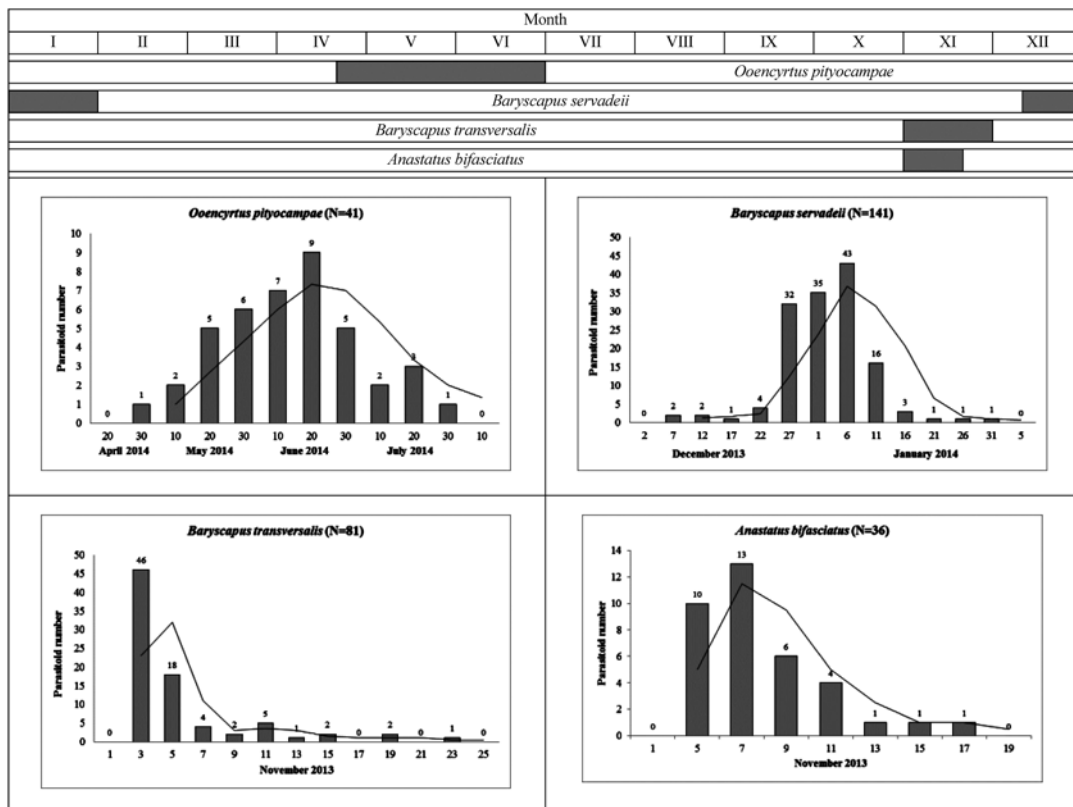 Month
I II III IV V VI VII VIII IX X XI XII
Ooencyrtus pityocampae
Baryscapus servadeii
Baryscapus transversalis
Anastatus bifasciatus
Ooencyrtus pityocampae (N=41)
Parasitoid number
10
9
8
7
6
5
4
3
2
1
0
0 1 2 5 6 7 9 5 2 3 1 0
20 30 10 20 30 10 20 30 10 20 30 10
April 2014 May 2014 June 2014 July 2014
Baryscapus servadeii (N=141)
Parasitoid number
50
45
40
35
30
25
20
15
10
5
0
0 2 2 1 4 32 35 43 16 3 1 1 1 0
2 7 12 17 22 27 1 6 11 16 21 26 31 5
December 2013 January 2014
Baryscapus transversalis (N=81)
Parasitoid number
50
45
40
35
30
25
20
15
10
5
0
0 46 18 4 2 5 1 2 0 2 0 1 0
1 3 5 7 9 11 13 15 17 19 21 23 25
November 2013
Anastatus bifasciatus (N=36)
Parasitoid number
14
12
10
8
6
4
2
0
0 10 13 6 4 1 1 1 0
1 5 7 9 11 13 15 17 19
November 2013